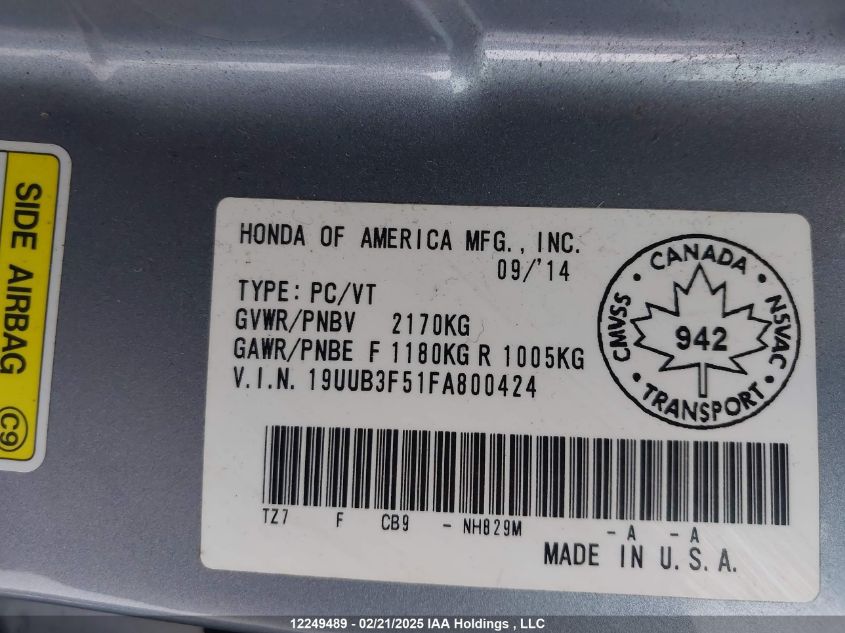 SIDE AIRBAG
C9
HONDA OF AMERICA MFG., INC.
09/'14
TYPE: PC/VT
GVWR/PNBV 2170KG
GAWR/PNBE F 1180KG R 1005KG
V.I.N. 19UUB3F51FA800424
CANADA
CMVSS
NSVAC
942
TRANSPORT
TZ7 F CB9 - NH829M - A - A
MADE IN U.S.A.
12249489 - 02/21/2025 IAA Holdings , LLC